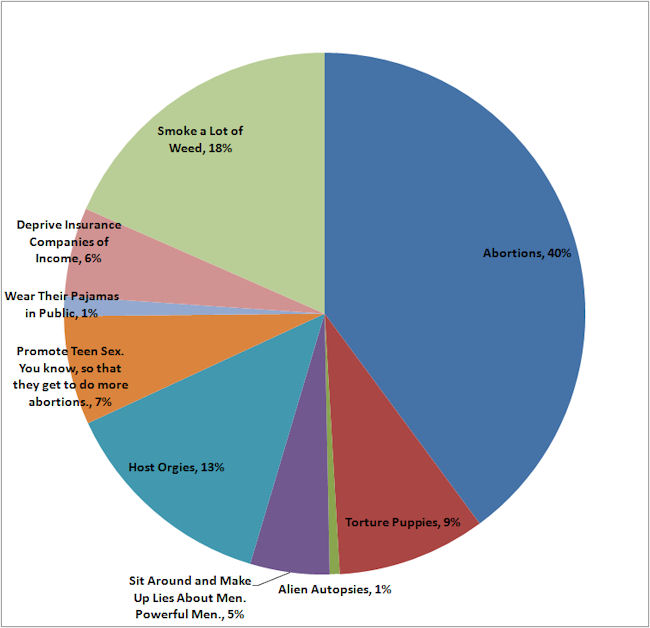 Smoke a Lot of
Weed, 18%
Abortions, 40%
Deprive Insurance
Companies of
Income, 6%
Wear Their Pajamas
in Public, 1%
Promote Teen Sex.
You know, so that
they get to do more
abortions., 7%
Host Orgies, 13%
Torture Puppies, 9%
Sit Around and Make
Up Lies About Men.
Powerful Men., 5%
Alien Autopsies, 1%